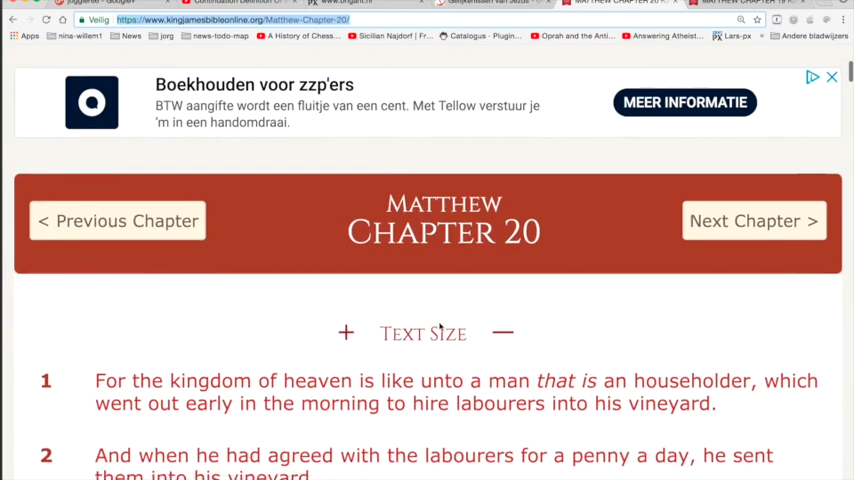 Veilig https://www.kingjamesbibleonline.org/Matthew-Chapter-20/
Apps nina-willem1 News jorg news-todo-map A History of Chess... Sicilian Najdorf | Fr... Catalogus - Plugin... Oprah and the Anti... Answering Atheist... Lars-px » Andere bladwijzers
Boekhouden voor zzp'ers
BTW aangifte wordt een fluitje van een cent. Met Tellow verstuur je
'm in een handomdraai.
MEER INFORMATIE
< Previous Chapter
Matthew
Chapter 20
Next Chapter >
+ Text Size —
1 For the kingdom of heaven is like unto a man that is an householder, which
went out early in the morning to hire labourers into his vineyard.
2 And when he had agreed with the labourers for a penny a day, he sent
them into his vineyard